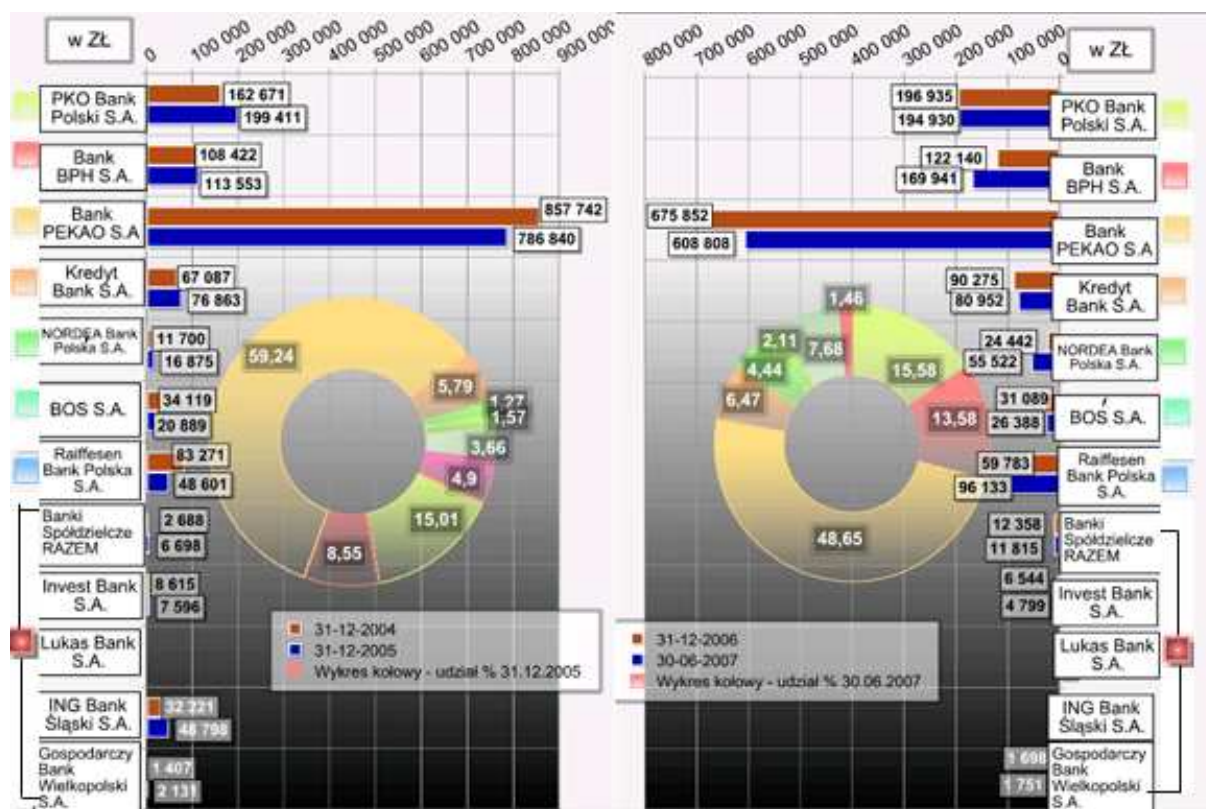 w ZŁ
0
100 000
200 000
300 000
400 000
500 000
600 000
700 000
800 000
900 000
PKO Bank
Polski S.A.
162 671
199 411
Bank
BPH S.A.
108 422
113 553
Bank
PEKAO S.A
857 742
786 840
Kredyt
Bank S.A.
67 087
76 863
NORDEA Bank
Polska S.A.
11 700
16 875
BOS S.A.
34 119
20 889
Raiffesen
Bank Polska
S.A.
83 271
48 601
Banki
Spółdzielcze
RAZEM
2 688
6 698
Invest Bank
S.A.
8 615
7 596
Lukas Bank
S.A.
ING Bank
Śląski S.A.
32 221
48 798
Gospodarczy
Bank
Wielkopolski
S.A.
1 407
2 131
59,24
5,79
1,27
1,57
3,66
4,9
15,01
8,55
31-12-2004
31-12-2005
Wykres kołowy - udział % 31.12.2005
800 000
700 000
600 000
500 000
400 000
300 000
200 000
100 000
0
w ZŁ
196 935
194 930
PKO Bank
Polski S.A.
122 140
169 941
Bank
BPH S.A.
675 852
608 808
Bank
PEKAO S.A
90 275
80 952
Kredyt
Bank S.A.
24 442
55 522
NORDEA Bank
Polska S.A.
31 089
26 388
BOŚ S.A.
59 783
96 133
Raiffesen
Bank Polska
S.A.
12 358
11 815
Banki
Spółdzielcze
RAZEM
6 544
4 799
Invest Bank
S.A.
Lukas Bank
S.A.
ING Bank
Śląski S.A.
1 698
1 751
Gospodarczy
Bank
Wielkopolski
S.A.
1,46
2,11
7,68
4,44
6,47
15,58
13,58
48,65
31-12-2006
30-06-2007
Wykres kołowy - udział % 30.06.2007